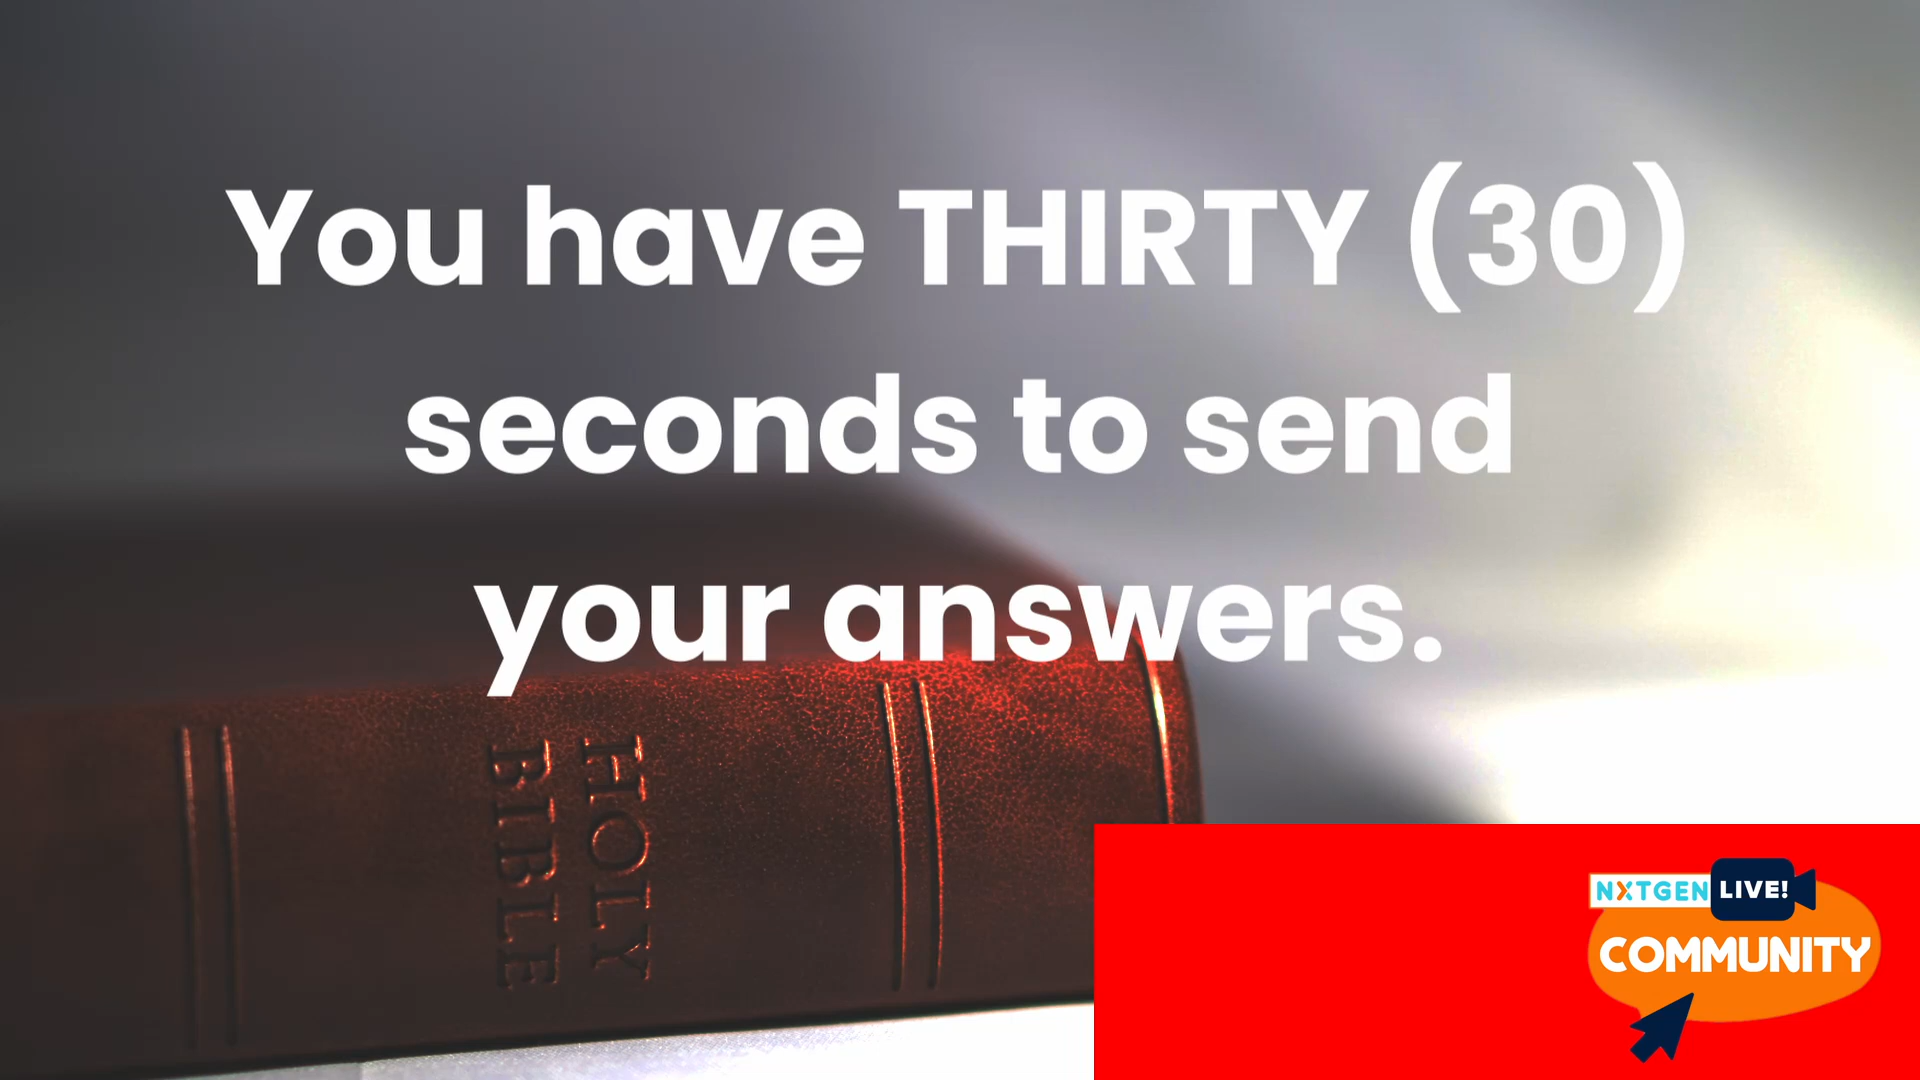 You have THIRTY (30)
seconds to send
your answers.
HOLY
BIBLE
NXTGEN LIVE!
COMMUNITY